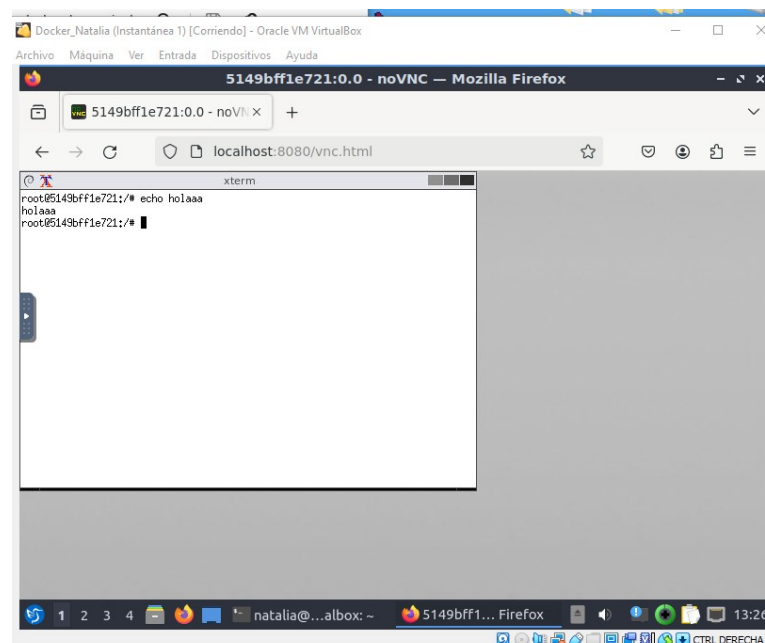 Docker_Natalia (Instantánea 1) [Corriendo] - Oracle VM VirtualBox
Archivo Máquina Ver Entrada Dispositivos Ayuda
5149bff1e721:0.0 - noVNC — Mozilla Firefox
5149bff1e721:0.0 - noVN
localhost:8080/vnc.html
xterm
root@5149bff1e721:/# echo holaaa
holaaa
root@5149bff1e721:/#
1 2 3 4 natalia@...albox: ~ 5149bff1... Firefox 13:26
CTRL DERECHA